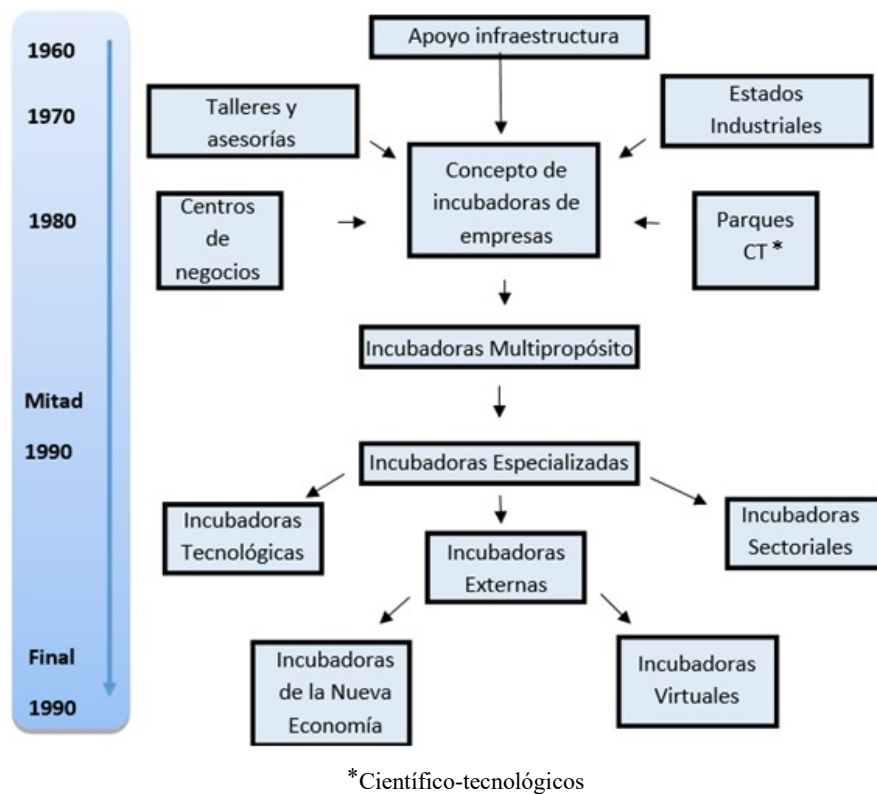 1960
1970
1980
Mitad
1990
Final
1990
Apoyo infraestructura
Talleres y
asesorías
Estados
Industriales
Concepto de
incubadoras de
empresas
Centros
de
negocios
Parques
CT*
Incubadoras Multipropósito
Incubadoras Especializadas
Incubadoras
Tecnológicas
Incubadoras
Externas
Incubadoras
Sectoriales
Incubadoras
de la Nueva
Economía
Incubadoras
Virtuales
*Científico-tecnológicos